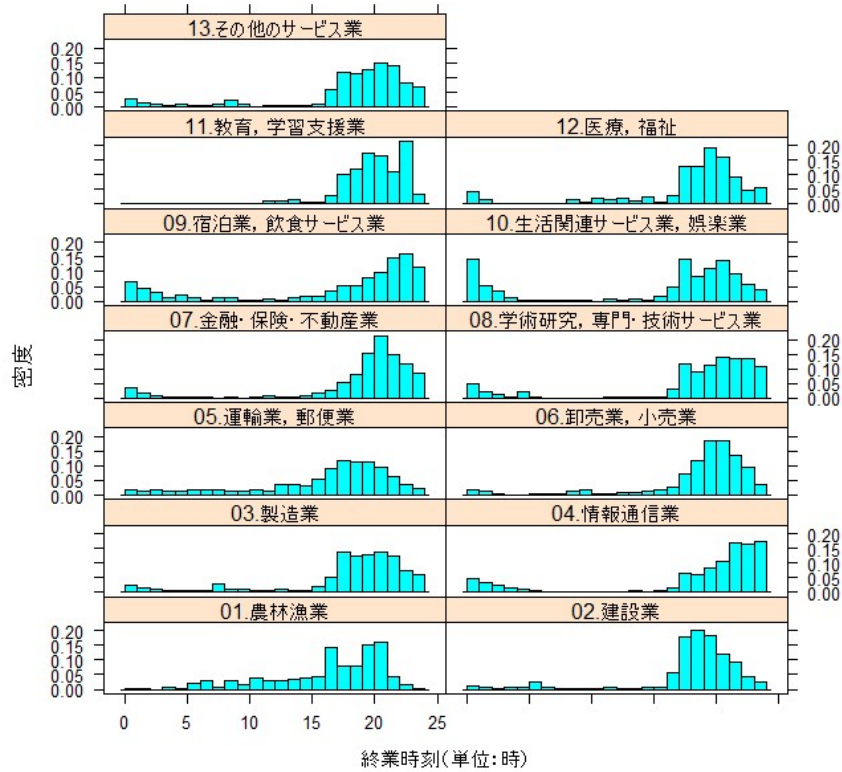 13.その他のサービス業
0.20
0.15
0.10
0.05
0.00
11.教育, 学習支援業
12.医療, 福祉
0.20
0.15
0.10
0.05
0.00
09.宿泊業, 飲食サービス業
10.生活関連サービス業, 娯楽業
0.20
0.15
0.10
0.05
0.00
07.金融・保険・不動産業
08.学術研究, 専門・技術サービス業
0.20
0.15
0.10
0.05
0.00
05.運輸業, 郵便業
06.卸売業, 小売業
0.20
0.15
0.10
0.05
0.00
03.製造業
04.情報通信業
0.20
0.15
0.10
0.05
0.00
01.農林漁業
02.建設業
0.20
0.15
0.10
0.05
0.00
密度
0 5 10 15 20 25
終業時刻(単位:時)